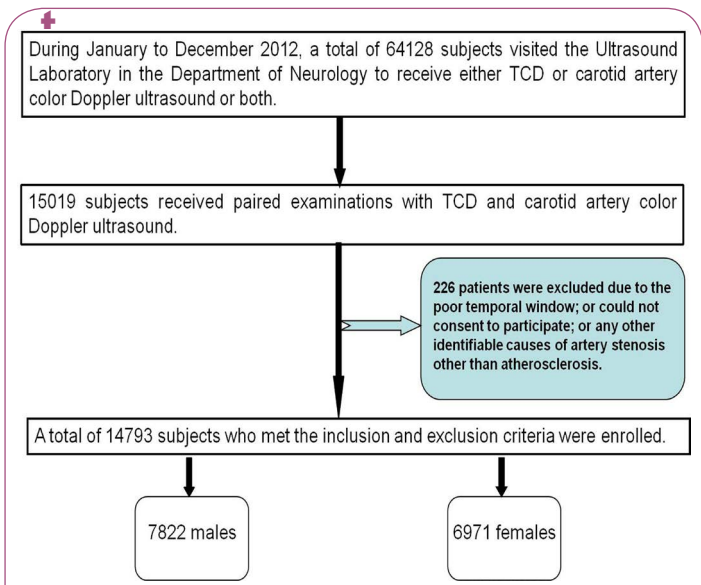 During January to December 2012, a total of 64128 subjects visited the Ultrasound
Laboratory in the Department of Neurology to receive either TCD or carotid artery
color Doppler ultrasound or both.
15019 subjects received paired examinations with TCD and carotid artery color
Doppler ultrasound.
226 patients were excluded due to the
poor temporal window; or could not
consent to participate; or any other
identifiable causes of artery stenosis
other than atherosclerosis.
A total of 14793 subjects who met the inclusion and exclusion criteria were enrolled.
7822 males
6971 females